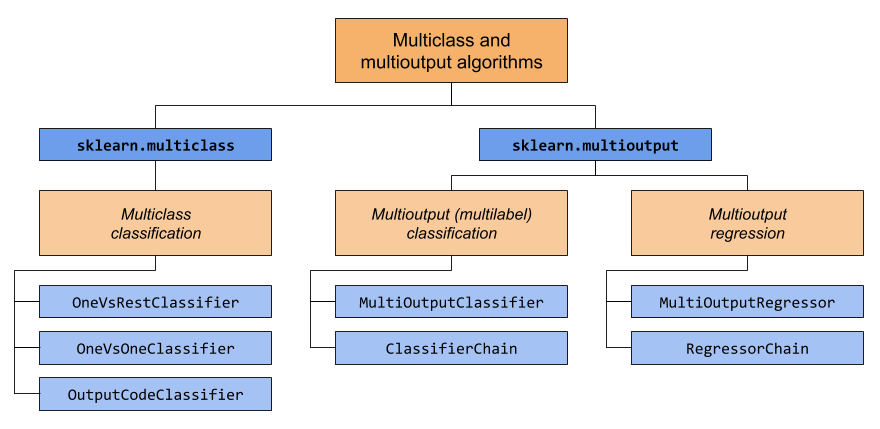 Multiclass and
multioutput algorithms
sklearn.multiclass
sklearn.multioutput
Multiclass
classification
Multioutput (multilabel)
classification
Multioutput
regression
OneVsRestClassifier
MultiOutputClassifier
MultiOutputRegressor
OneVsOneClassifier
ClassifierChain
RegressorChain
OutputCodeClassifier